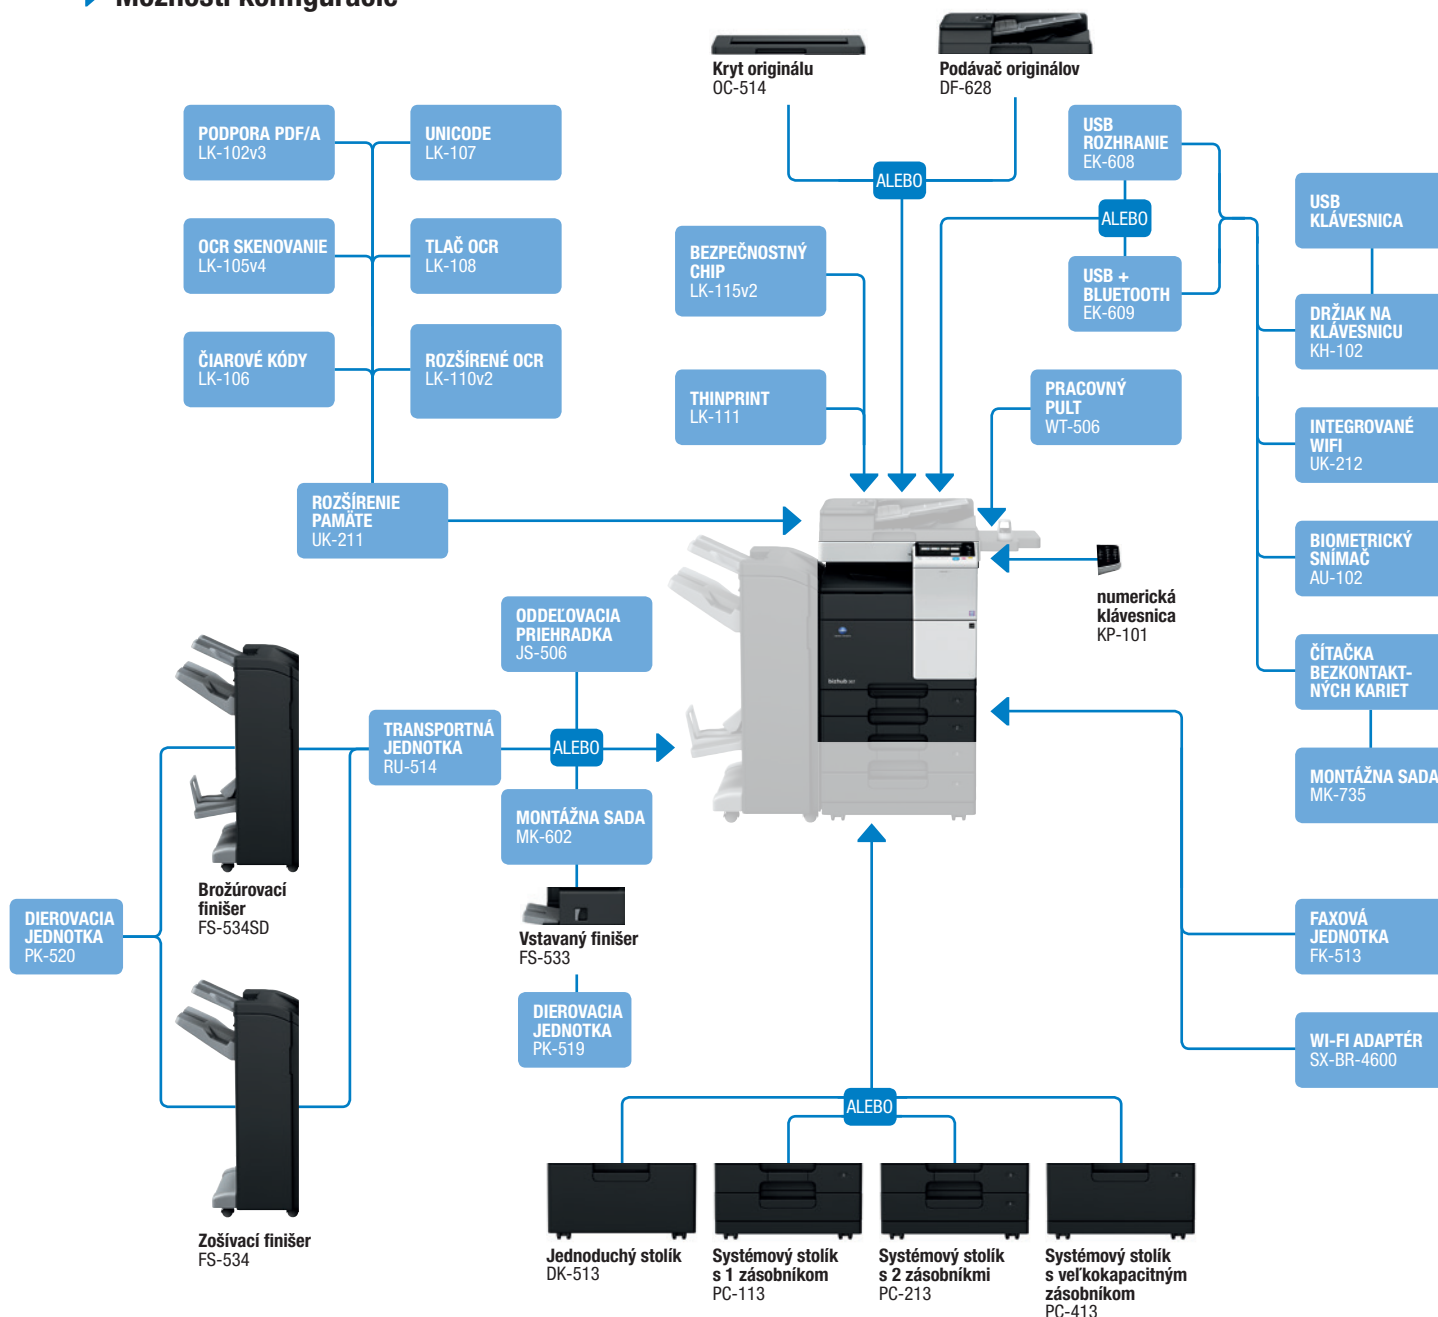 Možnosti konfigurácie
Kryt originálu
OC-514
Podávač originálov
DF-628
PODPORA PDF/A
LK-102v3
UNICODE
LK-107
OCR SKENOVANIE
LK-105v4
TLAČ OCR
LK-108
ČIAROVÉ KÓDY
LK-106
ROZŠÍRENÉ OCR
LK-110v2
ROZŠÍRENIE
PAMÄTE
UK-211
ALEBO
BEZPEČNOSTNÝ
CHIP
LK-115v2
THINPRINT
LK-111
USB
ROZHRANIE
EK-608
ALEBO
USB +
BLUETOOTH
EK-609
PRACOVNÝ
PULT
WT-506
USB
KLÁVESNICA
DRŽIAK NA
KLÁVESNICU
KH-102
INTEGROVANÉ
WIFI
UK-212
BIOMETRICKÝ
SNÍMAČ
AU-102
ČÍTAČKA
BEZKONTAKT-
NÝCH KARIET
MONTÁŽNA SADA
MK-735
numerická
klávesnica
KP-101
bizhub
ODDEĽOVACIA
PRIEHRADKA
JS-506
TRANSPORTNÁ
JEDNOTKA
RU-514
ALEBO
MONTÁŽNA SADA
MK-602
Vstavaný finišer
FS-533
DIEROVACIA
JEDNOTKA
PK-519
Brožúrovací
finišer
FS-534SD
DIEROVACIA
JEDNOTKA
PK-520
Zošívací finišer
FS-534
FAXOVÁ
JEDNOTKA
FK-513
WI-FI ADAPTÉR
SX-BR-4600
ALEBO
Jednoduchý stolík
DK-513
Systémový stolík
s 1 zásobníkom
PC-113
Systémový stolík
s 2 zásobníkmi
PC-213
Systémový stolík
s veľkokapacitným
zásobníkom
PC-413